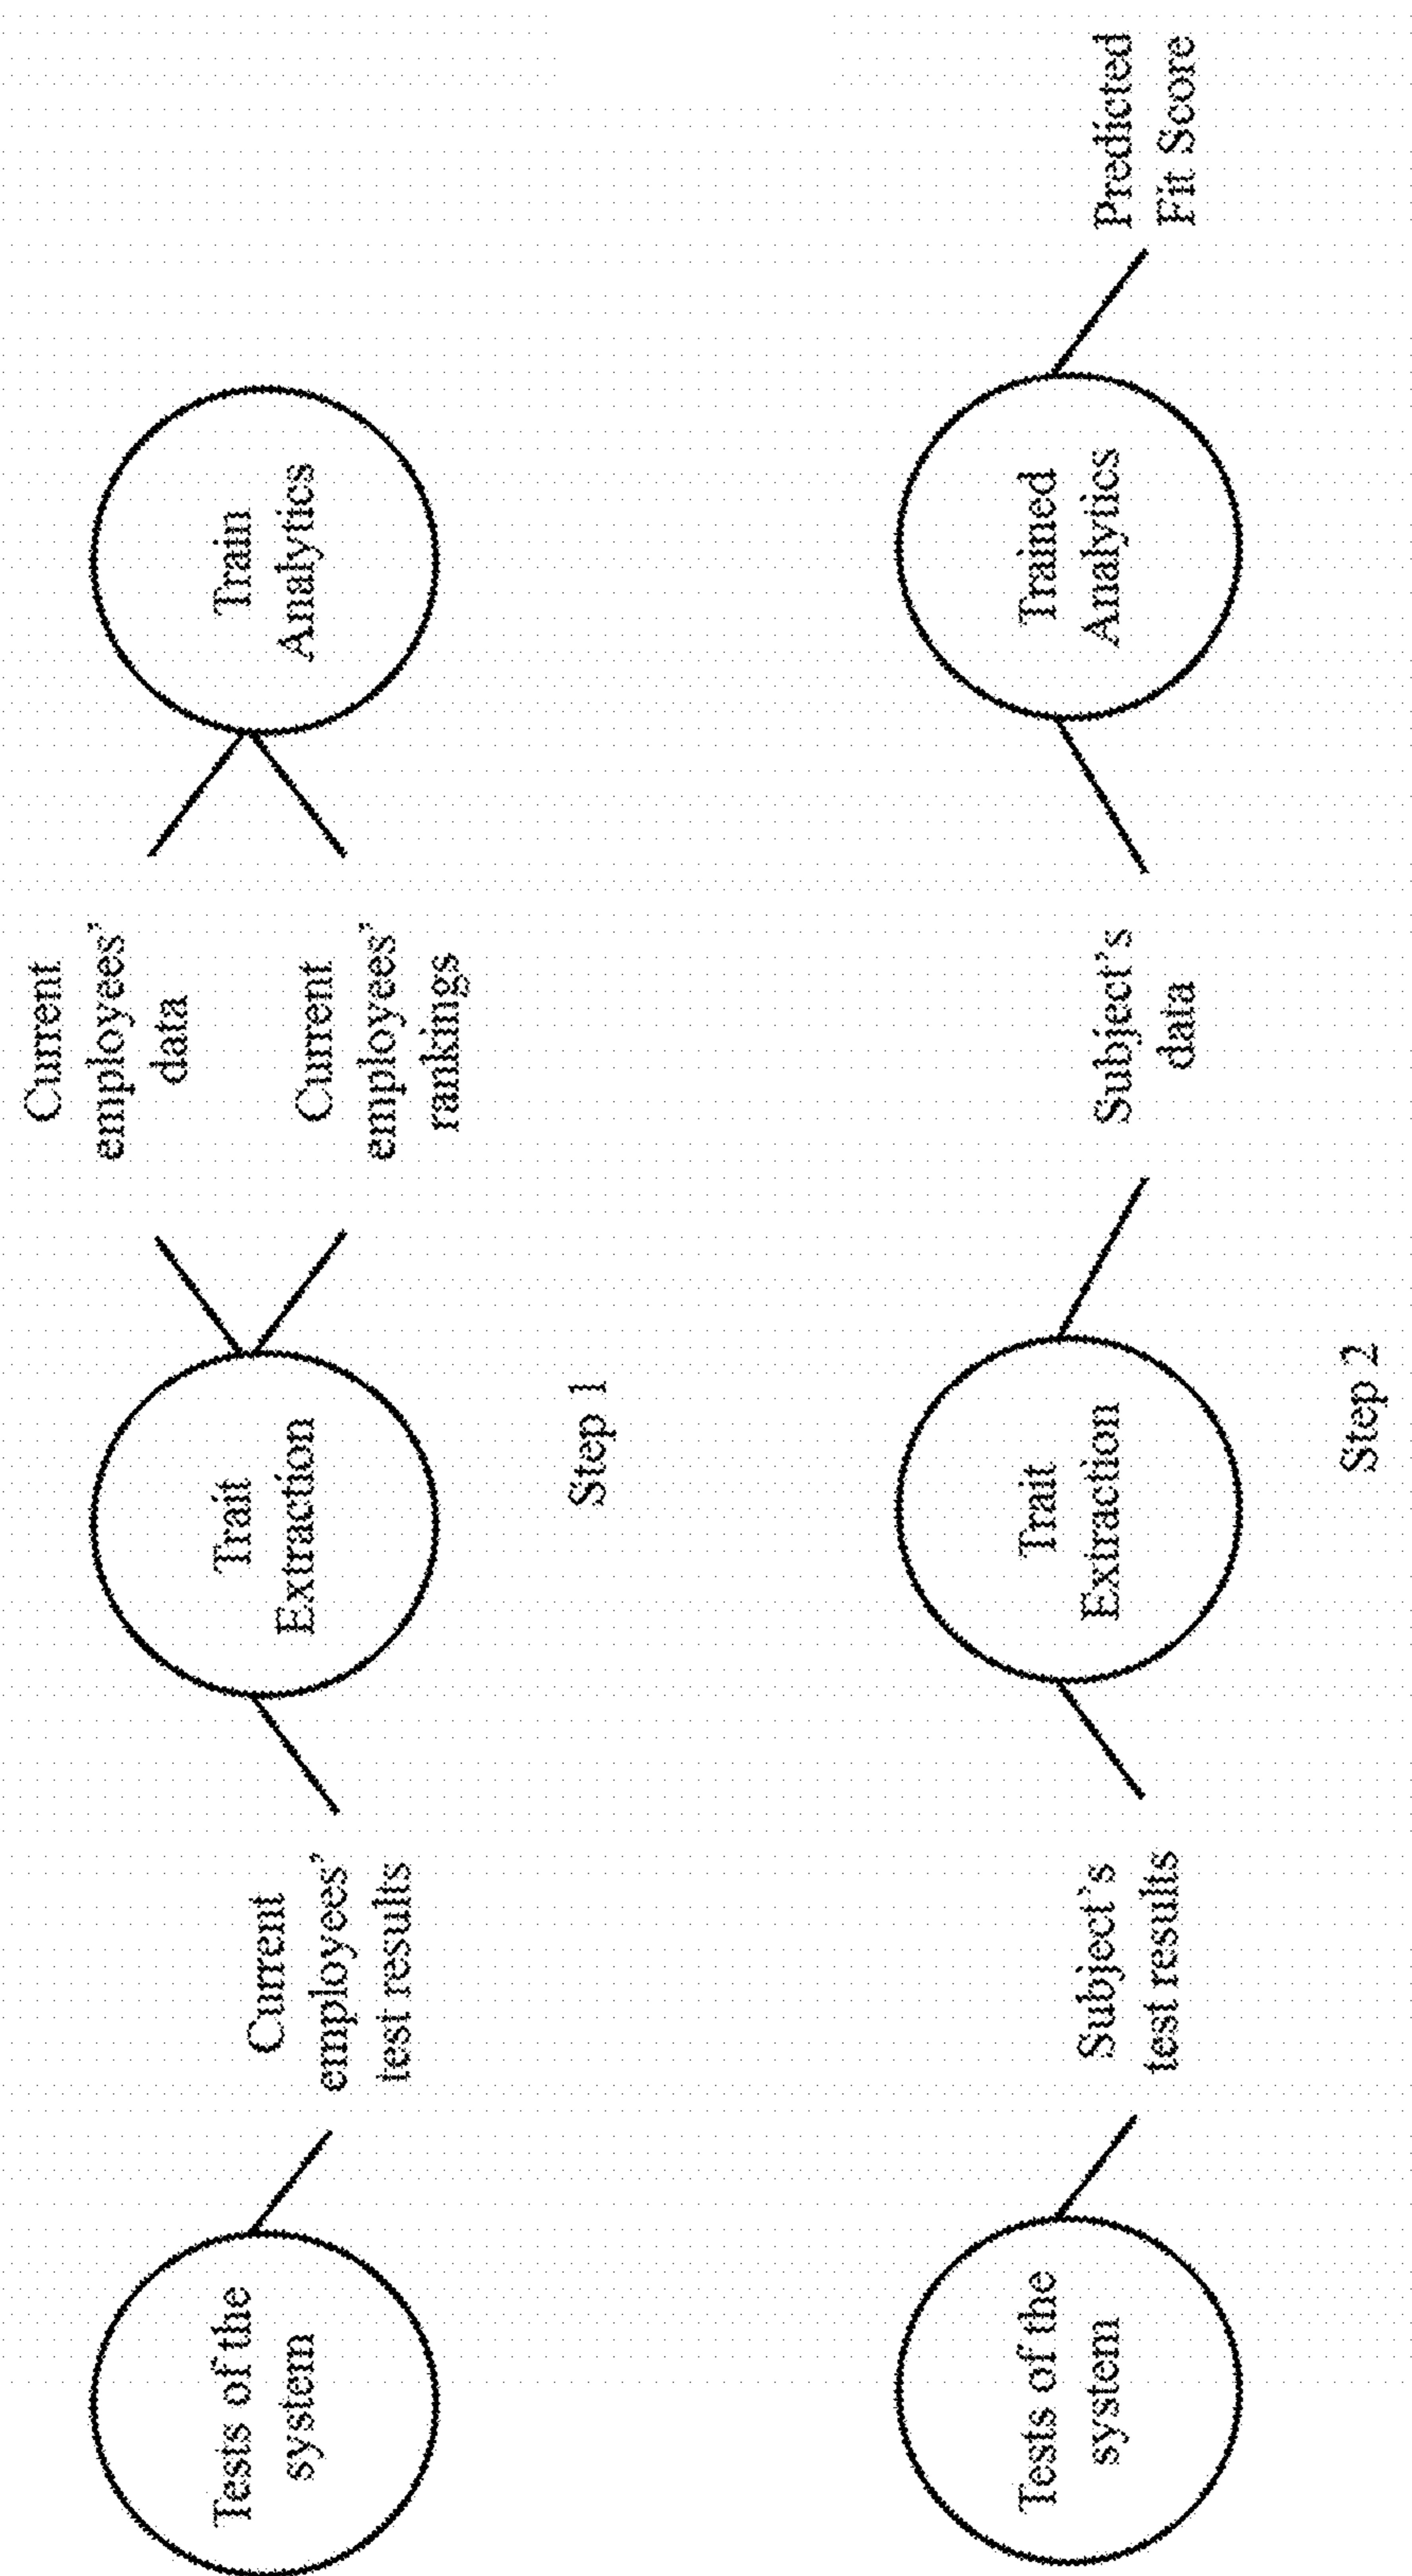 Tests of the
system
Current
employees’
test results
Trait
Extraction
Current
employees’
data
Current
employees’
rankings
Train
Analytics
Step 1
Tests of the
system
Subject`s
test results
Trait
Extraction
Subject’s
data
Trained
Analytics
Predicted
Fit Score
Step 2